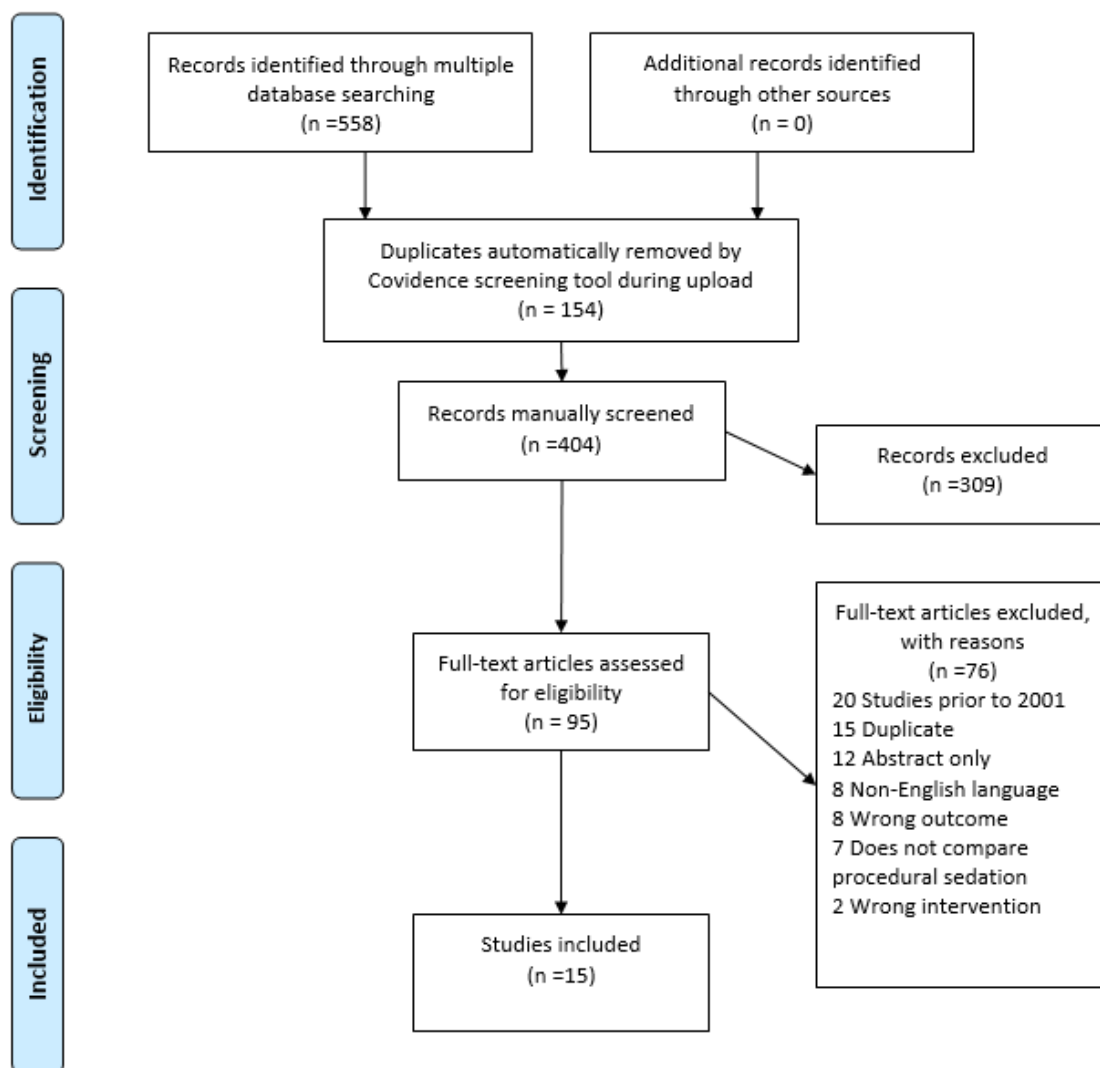 Identification
Records identified through multiple
database searching
(n =558)
Additional records identified
through other sources
(n = 0)
Duplicates automatically removed by
Covidence screening tool during upload
(n = 154)
Screening
Records manually screened
(n =404)
Records excluded
(n =309)
Eligibility
Full-text articles assessed
for eligibility
(n = 95)
Full-text articles excluded,
with reasons
(n =76)
20 Studies prior to 2001
15 Duplicate
12 Abstract only
8 Non-English language
8 Wrong outcome
7 Does not compare
procedural sedation
2 Wrong intervention
Included
Studies included
(n =15)